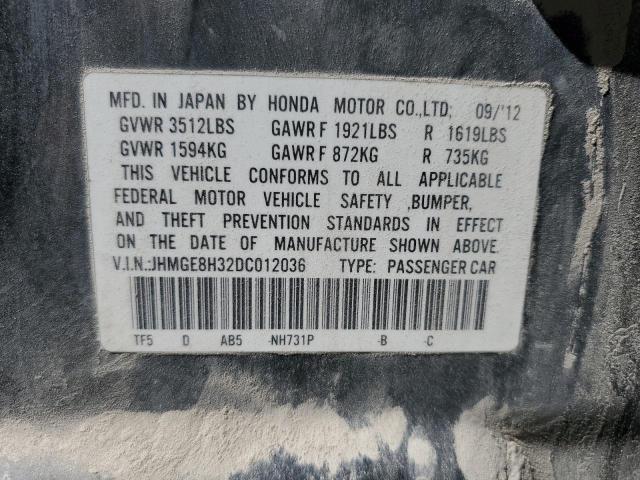 MFD. IN JAPAN BY HONDA MOTOR CO.,LTD; 09/'12
GVWR 3512LBS GAWR F 1921LBS R 1619LBS
GVWR 1594KG GAWR F 872KG R 735KG
THIS VEHICLE CONFORMS TO ALL APPLICABLE
FEDERAL MOTOR VEHICLE SAFETY ,BUMPER,
AND THEFT PREVENTION STANDARDS IN EFFECT
ON THE DATE OF MANUFACTURE SHOWN ABOVE.
V.I.N.:JHMGE8H32DC012036 TYPE: PASSENGER CAR
TF5 D AB5 -NH731P -B -C